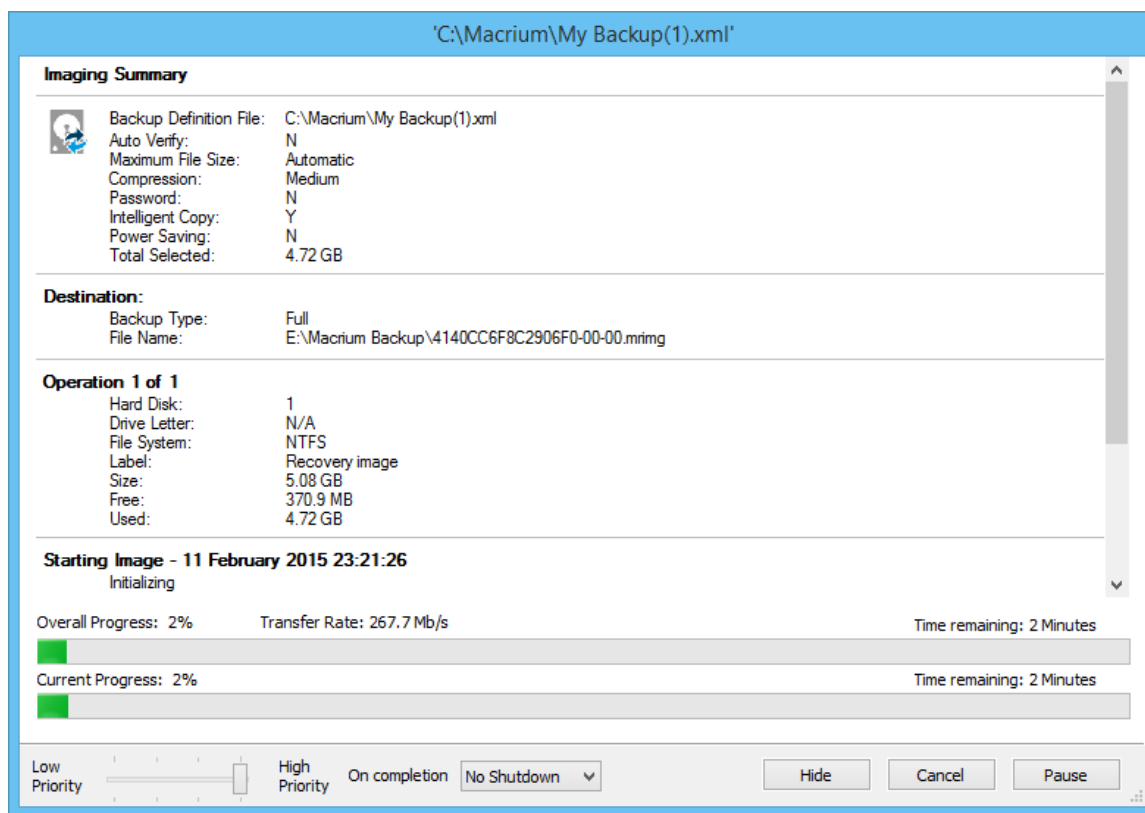 'C:\Macrium\My Backup(1).xml'
Imaging Summary
Backup Definition File: C:\Macrium\My Backup(1).xml
Auto Verify: N
Maximum File Size: Automatic
Compression: Medium
Password: N
Intelligent Copy: Y
Power Saving: N
Total Selected: 4.72 GB
Destination:
Backup Type: Full
File Name: E:\Macrium Backup\4140CC6F8C2906F0-00-00.mrimg
Operation 1 of 1
Hard Disk: 1
Drive Letter: N/A
File System: NTFS
Label: Recovery image
Size: 5.08 GB
Free: 370.9 MB
Used: 4.72 GB
Starting Image - 11 February 2015 23:21:26
Initializing
Overall Progress: 2% Transfer Rate: 267.7 Mb/s Time remaining: 2 Minutes
Current Progress: 2% Time remaining: 2 Minutes
Low Priority High Priority On completion No Shutdown Hide Cancel Pause